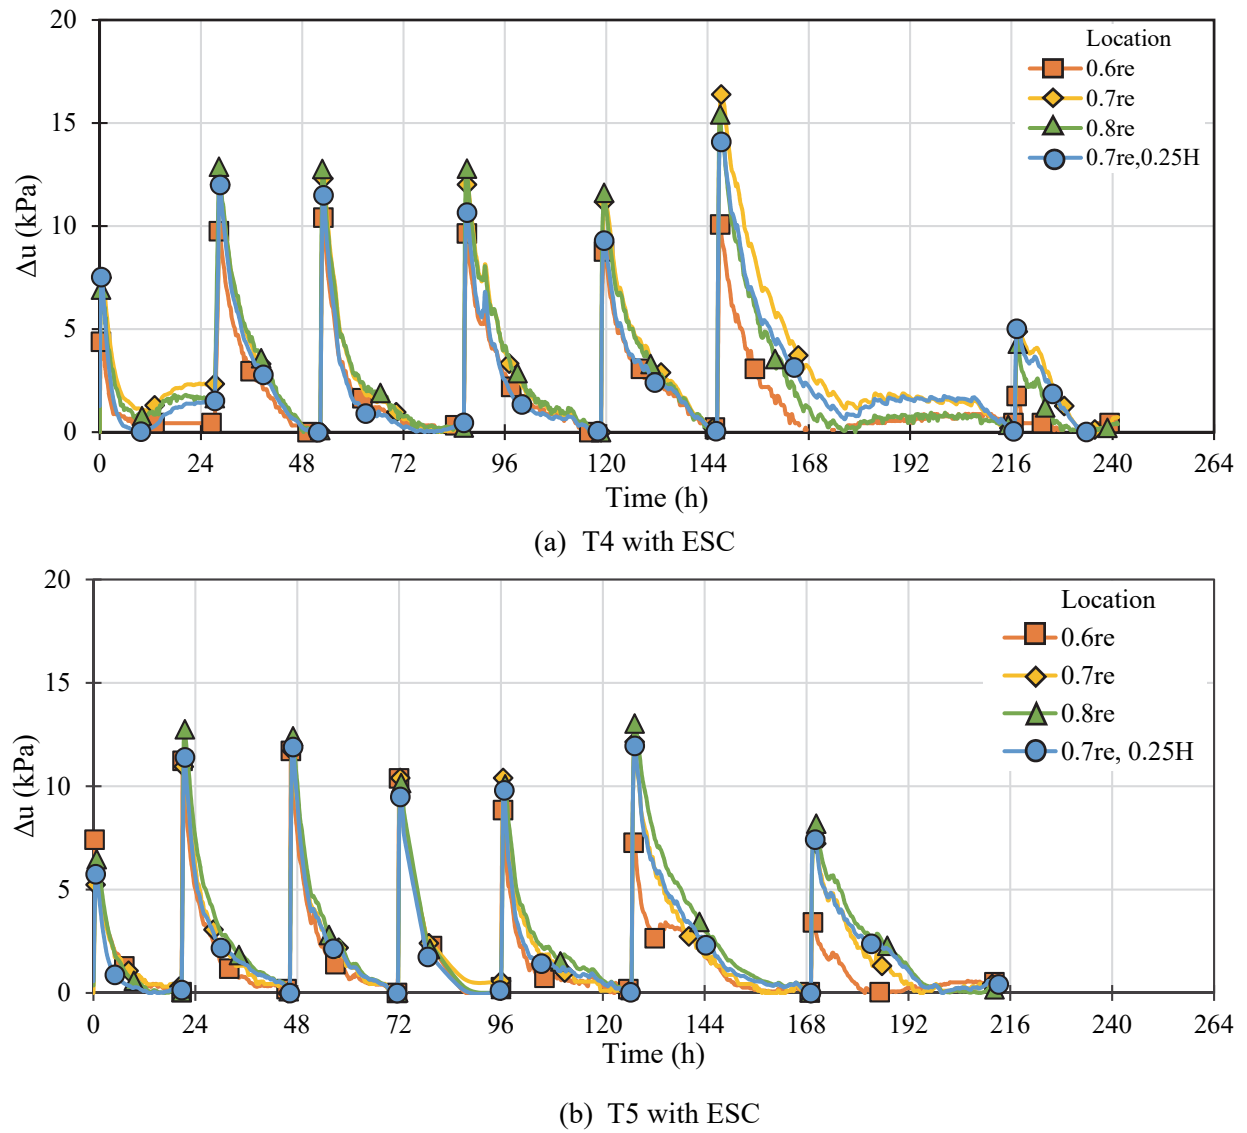 20
15
10
5
0
Δu (kPa)
Location
0.6re
0.7re
0.8re
0.7re,0.25H
0 24 48 72 96 120 144 168 192 216 240 264
Time (h)
(a) T4 with ESC
20
15
10
5
0
Δu (kPa)
Location
0.6re
0.7re
0.8re
0.7re, 0.25H
0 24 48 72 96 120 144 168 192 216 240 264
Time (h)
(b) T5 with ESC